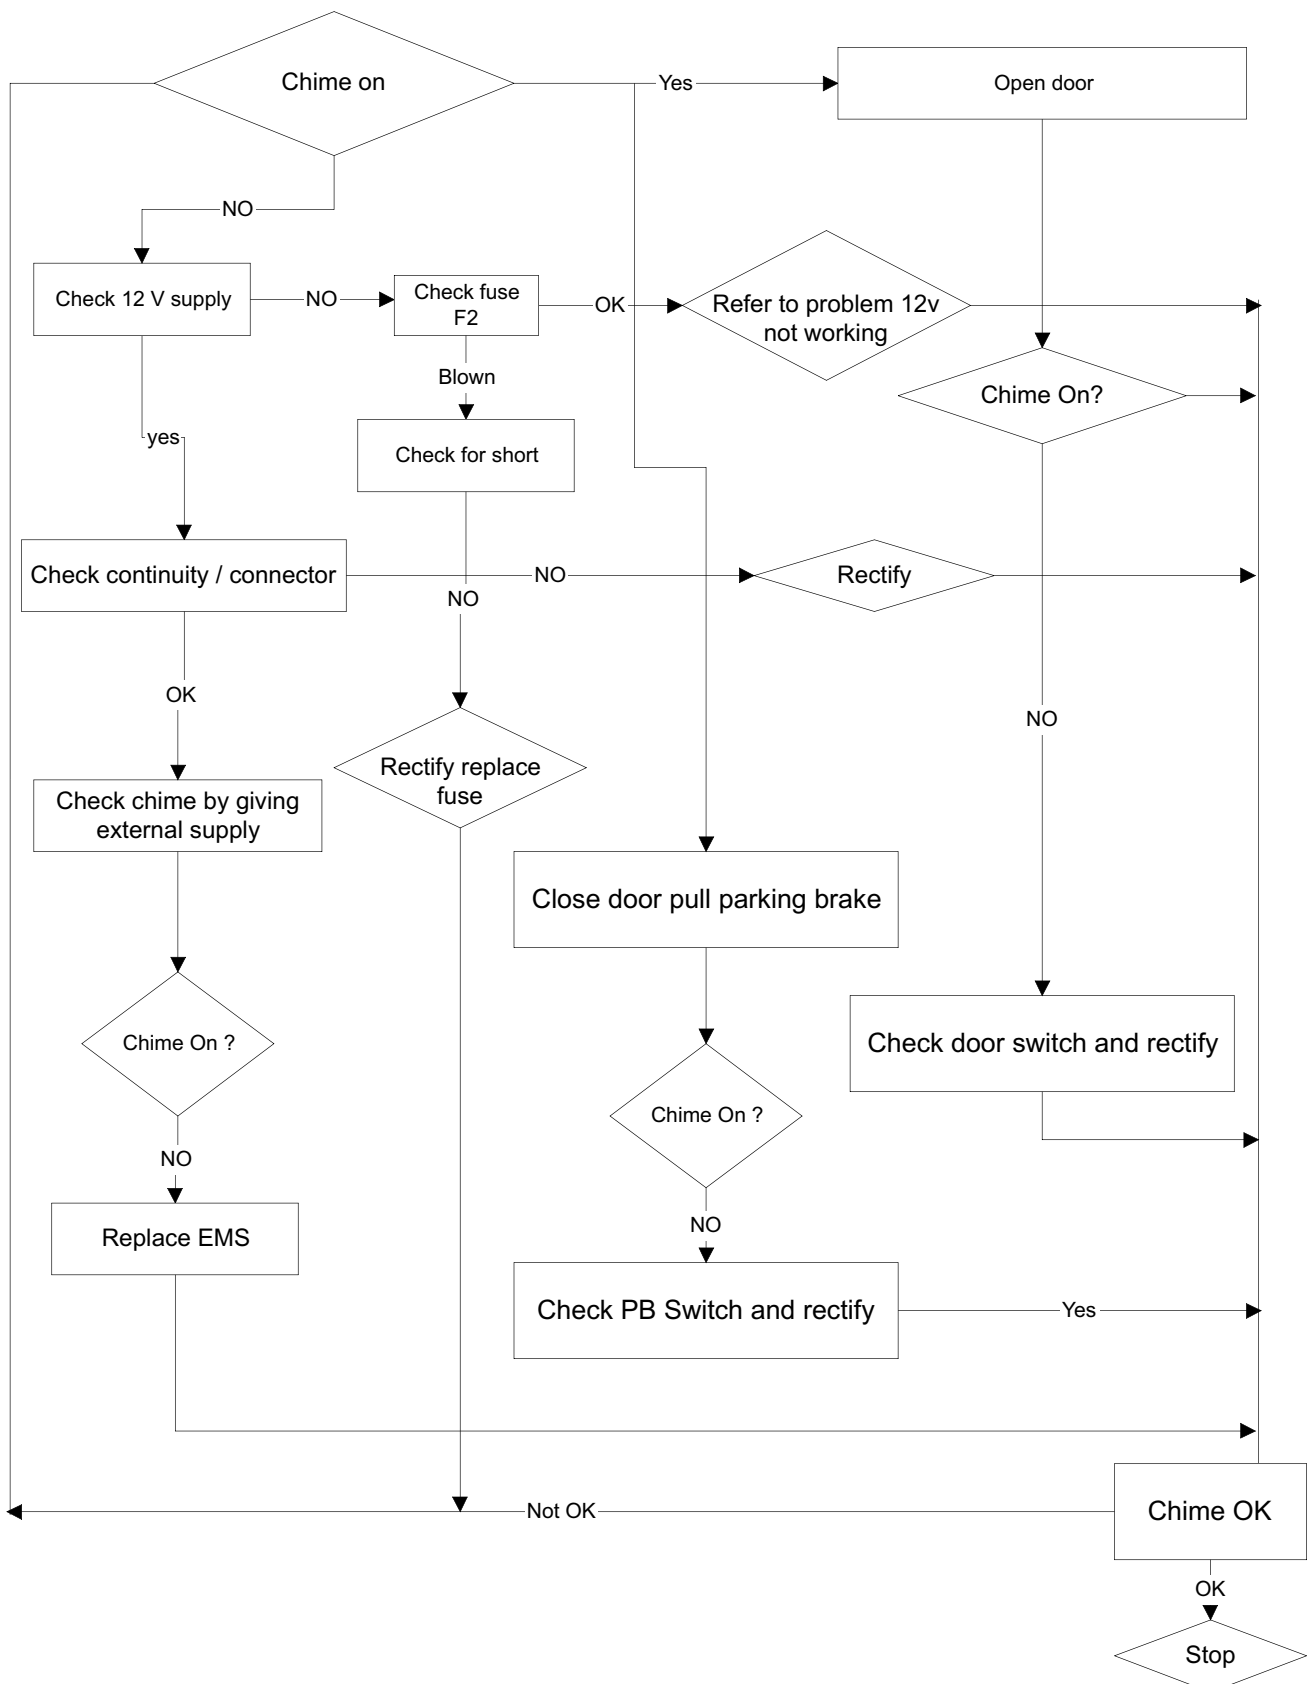 Chime on
Yes
Open door
NO
Check 12 V supply
NO
Check fuse
F2
OK
Refer to problem 12v
not working
Blown
Chime On?
yes
Check for short
Check continuity / connector
NO
Rectify
NO
OK
NO
Rectify replace
fuse
Check chime by giving
external supply
Close door pull parking brake
Chime On ?
Check door switch and rectify
Chime On ?
NO
NO
Replace EMS
Check PB Switch and rectify
Yes
Not OK
Chime OK
OK
Stop